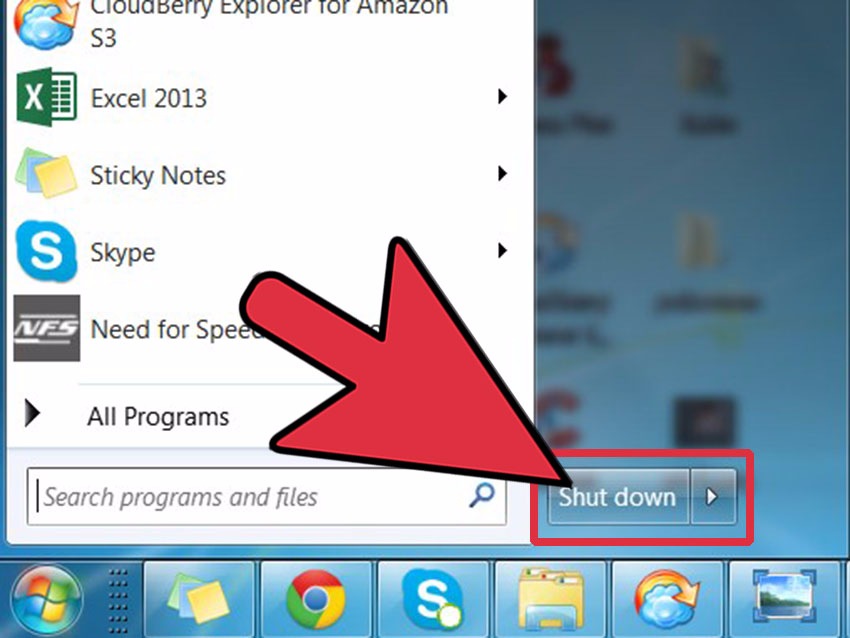 CloudBerry Explorer for Amazon
S3
Excel 2013
Sticky Notes
Skype
NFS
Need for Speed
All Programs
Search programs and files
Shut down